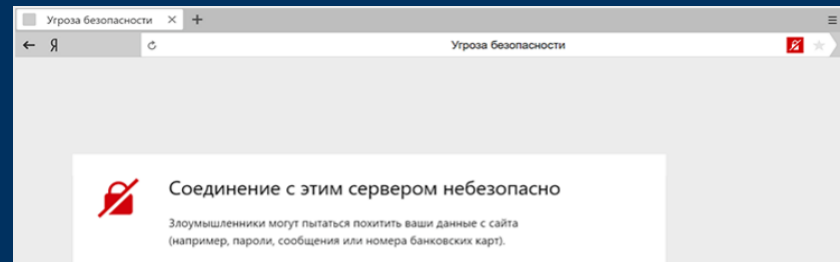 Угроза безопасности
Я Угроза безопасности
Соединение с этим сервером небезопасно
Злоумышленники могут пытаться похитить ваши данные с сайта
(например, пароли, сообщения или номера банковских карт).